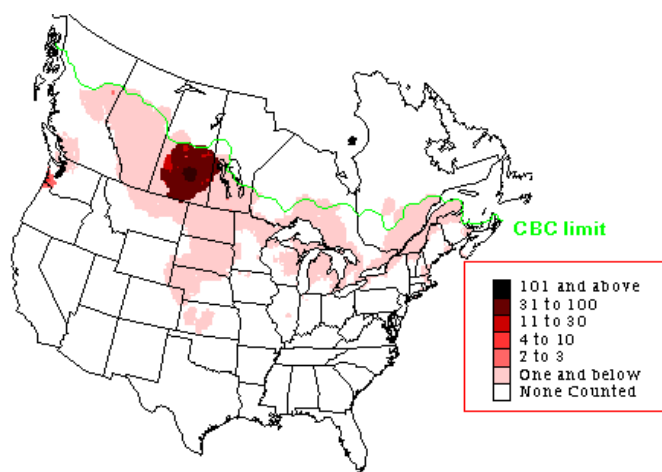 CBC limit
101 and above
31 to 100
11 to 30
4 to 10
2 to 3
One and below
None Counted